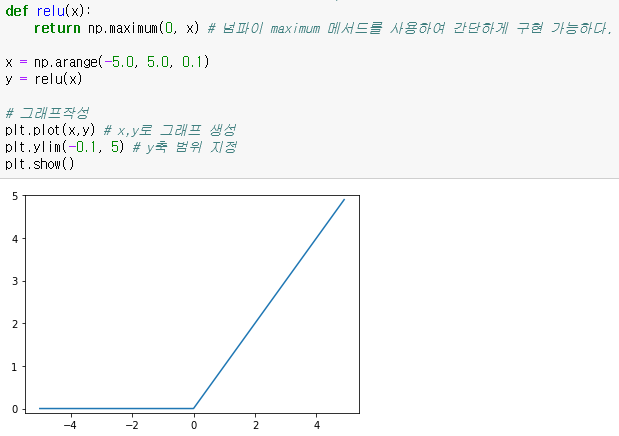 def relu(x):
    return np.maximum(0, x) # 넘파이 maximum 메서드를 사용하여 간단하게 구현 가능하다.
x = np.arange(-5.0, 5.0, 0.1)
y = relu(x)
# 그래프작성
plt.plot(x,y) # x,y로 그래프 생성
plt.ylim(-0.1, 5) # y축 범위 지정
plt.show()
5
4
3
2
1
0
−4 −2 0 2 4